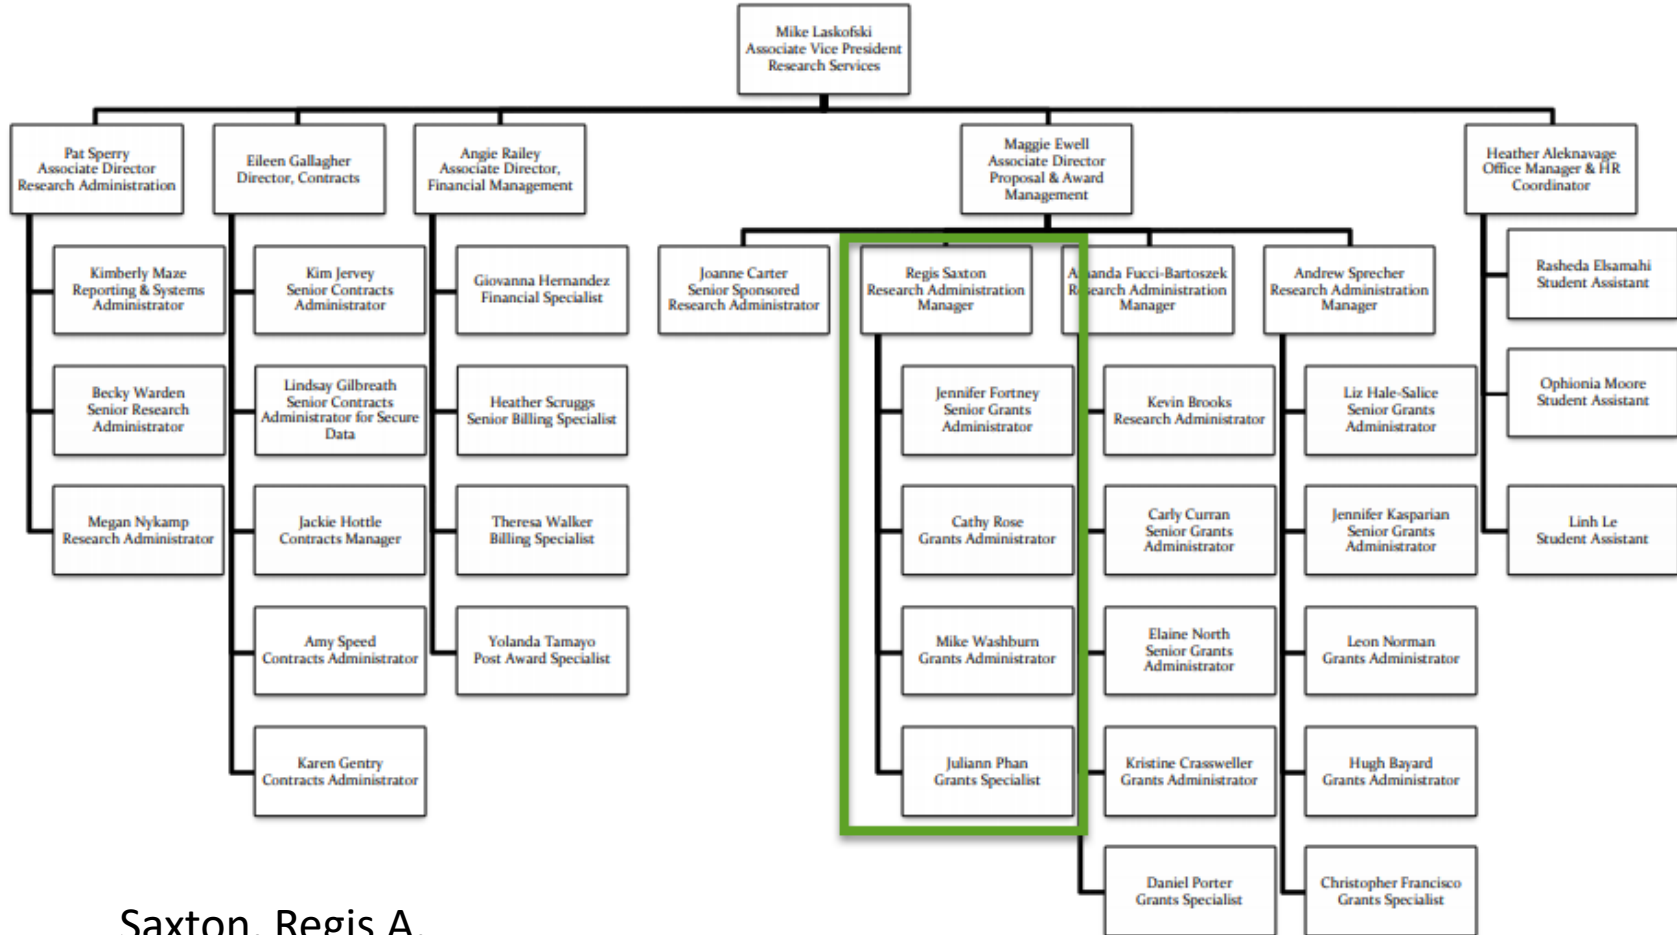 Mike Laskofski
Associate Vice President
Research Services
Pat Sperry
Associate Director
Research Administration
Eileen Gallagher
Director, Contracts
Angie Railey
Associate Director,
Financial Management
Maggie Ewell
Associate Director
Proposal & Award
Management
Heather Aleknavage
Office Manager & HR
Coordinator
Kimberly Maze
Reporting & Systems
Administrator
Becky Warden
Senior Research
Administrator
Megan Nykamp
Research Administrator
Kim Jervey
Senior Contracts
Administrator
Lindsay Gilbreath
Senior Contracts
Administrator for Secure
Data
Jackie Hottle
Contracts Manager
Amy Speed
Contracts Administrator
Karen Gentry
Contracts Administrator
Giovanna Hernandez
Financial Specialist
Heather Scruggs
Senior Billing Specialist
Theresa Walker
Billing Specialist
Yolanda Tamayo
Post Award Specialist
Joanne Carter
Senior Sponsored
Research Administrator
Regis Saxton
Research Administration
Manager
Jennifer Fortney
Senior Grants
Administrator
Cathy Rose
Grants Administrator
Mike Washburn
Grants Administrator
Juliann Phan
Grants Specialist
Amanda Fucci-Bartoszek
Research Administration
Manager
Kevin Brooks
Research Administrator
Carly Curran
Senior Grants
Administrator
Elaine North
Senior Grants
Administrator
Kristine Crassweller
Grants Administrator
Daniel Porter
Grants Specialist
Andrew Sprecher
Research Administration
Manager
Liz Hale-Salice
Senior Grants
Administrator
Jennifer Kasparian
Senior Grants
Administrator
Leon Norman
Grants Administrator
Hugh Bayard
Grants Administrator
Christopher Francisco
Grants Specialist
Rasheda Elsamahi
Student Assistant
Ophionia Moore
Student Assistant
Linh Le
Student Assistant
Saxton, Regis A.